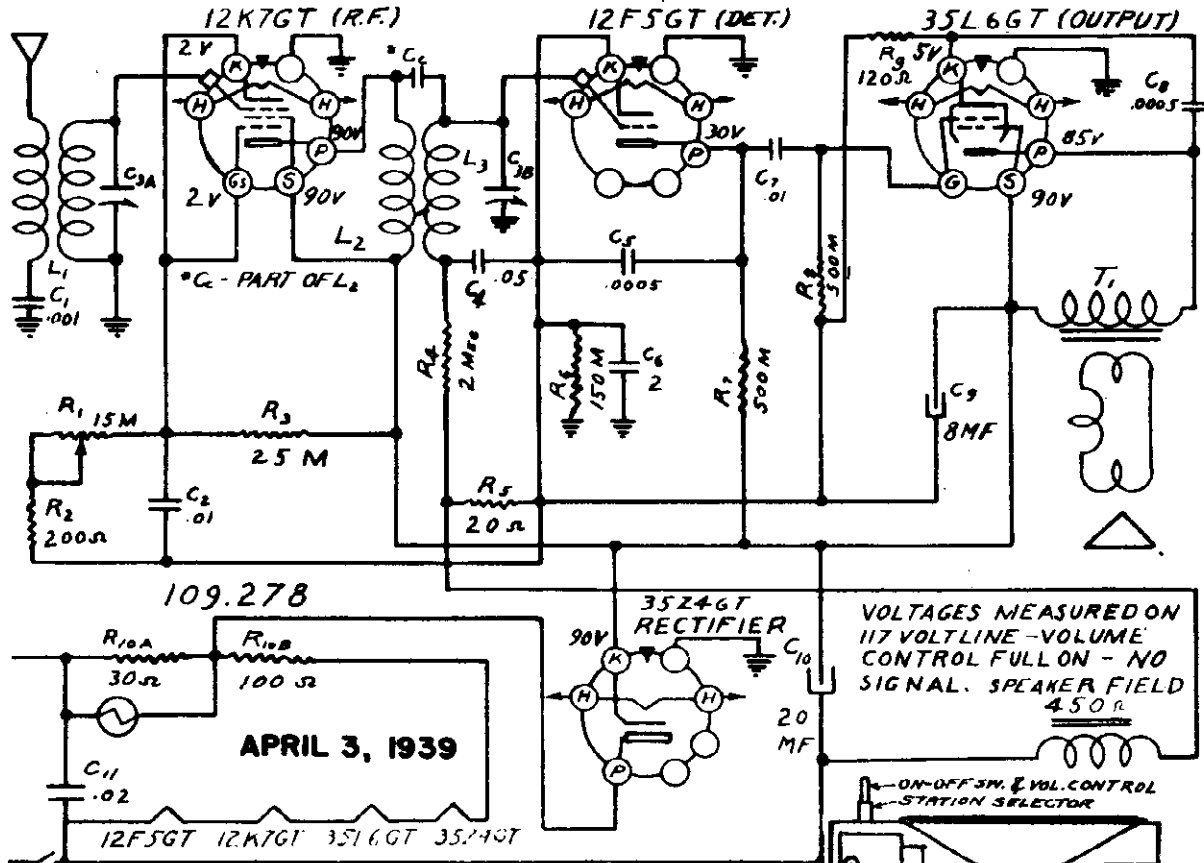 12K7GT (R.F.)
12F5GT (DET.)
35L6GT (OUTPUT)
2V
K
H
H
90V
P
GS
S
2V
90V
C3A
L1
C1
.001
*CC
*CC - PART OF L2
L2
L3
C3B
K
H
H
30V
P
C4
.05
C5
.0005
C7
.01
R9
120Ω
5V
K
H
H
85V
P
G
S
90V
C8
.0005
T1
R8
500M
R4
2 MEG
R6
150 M
C6
2
R7
500M
C9
8MF
R1
15M
R3
25 M
R2
200Ω
C2
.01
R5
20Ω
109.278
R10A
30Ω
R10B
100 Ω
APRIL 3, 1939
C11
.02
12F5GT 12K7GT 35L6GT 35Z4GT
35Z4GT
RECTIFIER
90V
K
H
H
P
C10
20
MF
VOLTAGES MEASURED ON
117 VOLT LINE - VOLUME
CONTROL FULL ON - NO
SIGNAL. SPEAKER FIELD
450Ω
ON-OFF SW. & VOL. CONTROL
STATION SELECTOR